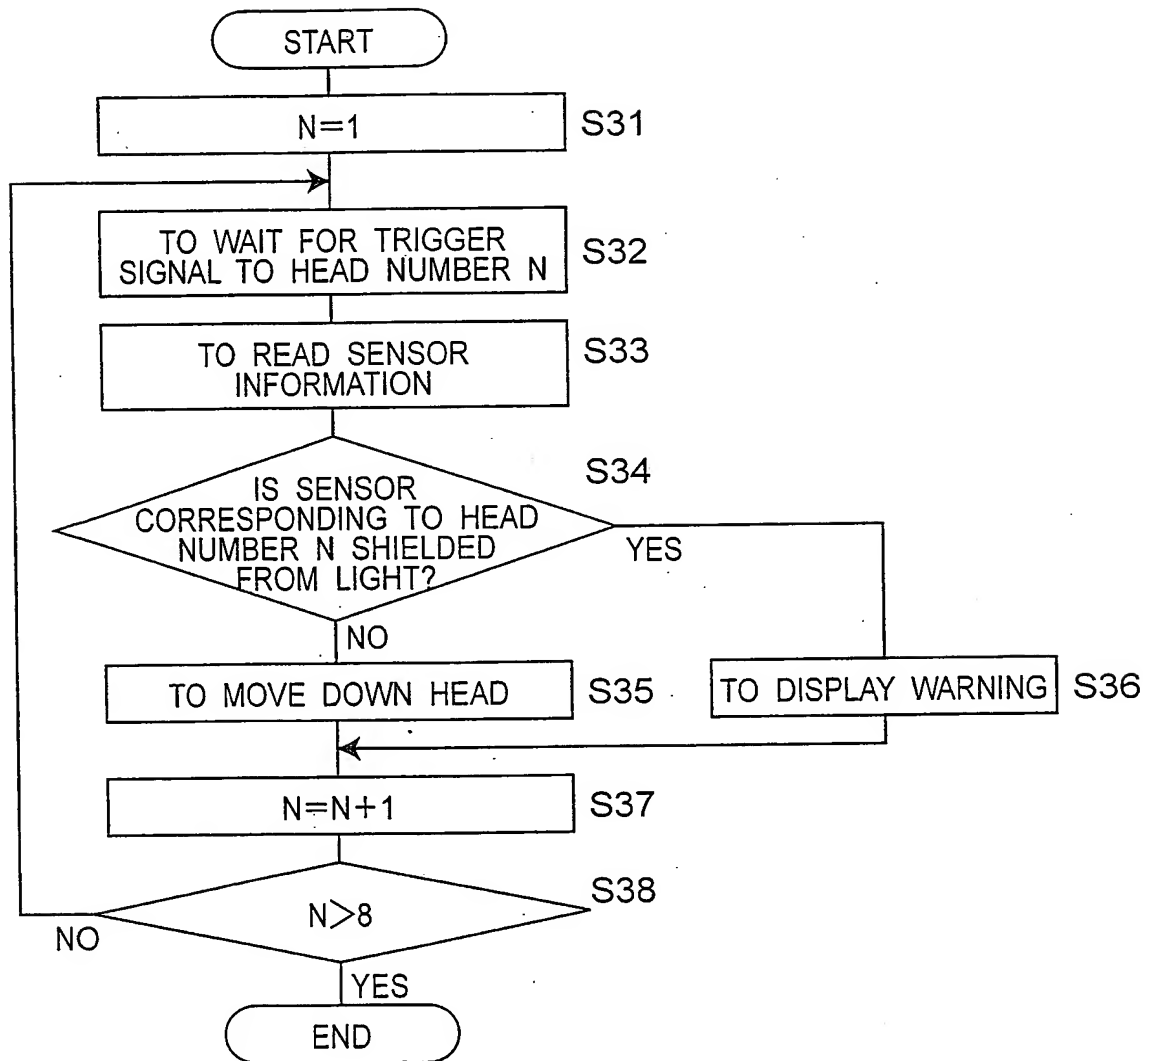 START
N=1
S31
TO WAIT FOR TRIGGER
SIGNAL TO HEAD NUMBER N
S32
TO READ SENSOR
INFORMATION
S33
IS SENSOR
CORRESPONDING TO HEAD
NUMBER N SHIELDED
FROM LIGHT?
S34
YES
NO
TO MOVE DOWN HEAD
S35
TO DISPLAY WARNING
S36
N=N+1
S37
N>8
S38
NO
YES
END